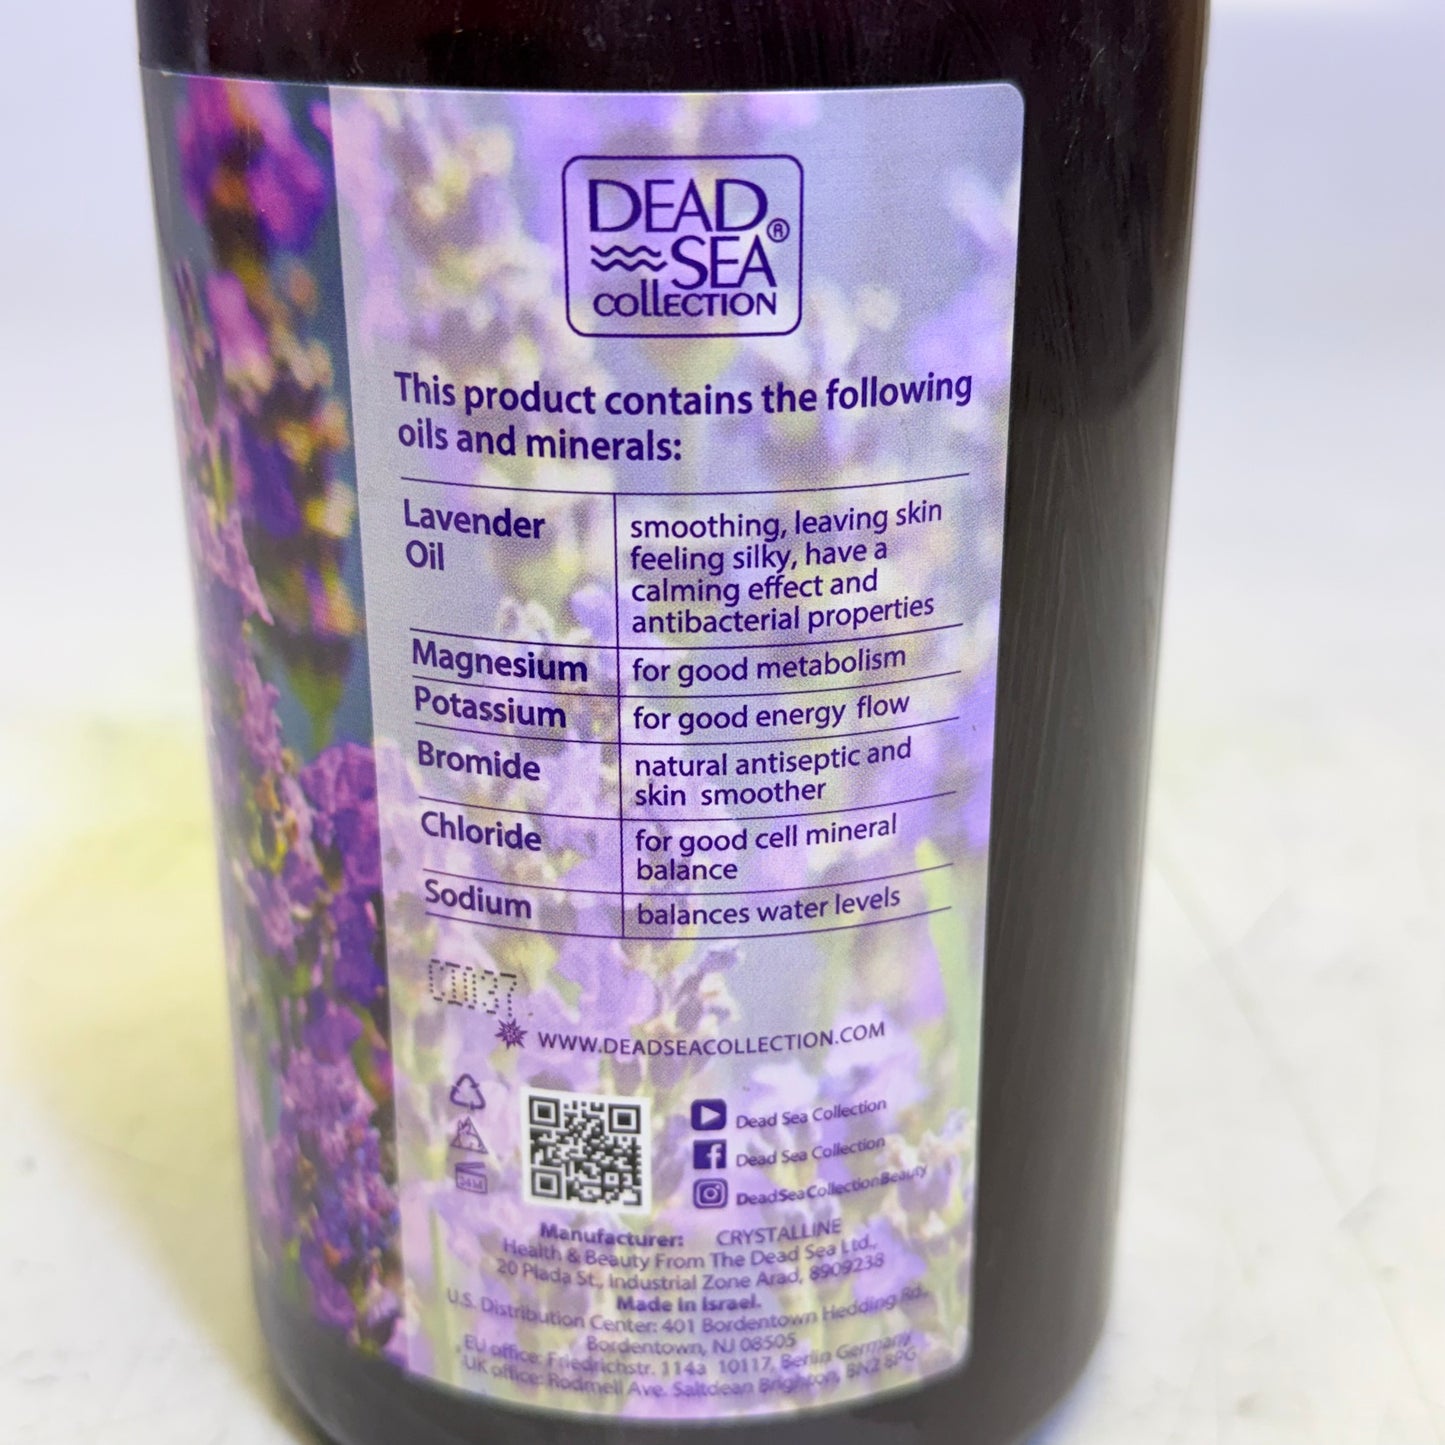 DEAD
SEA®
COLLECTION
This product contains the following
oils and minerals:
Lavender
Oil
smoothing, leaving skin
feeling silky, have a
calming effect and
antibacterial properties
Magnesium for good metabolism
Potassium for good energy flow
Bromide natural antiseptic and
skin smoother
Chloride for good cell mineral
balance
Sodium balances water levels
WWW.DEADSEACOLLECTION.COM
24M
Dead Sea Collection
Dead Sea Collection
DeadSeaCollectionBeauty
Manufacturer: CRYSTALLINE
Health & Beauty From The Dead Sea Ltd.,
20 Plada St., Industrial Zone Arad, 8909238
Made In Israel.
U.S. Distribution Center: 401 Bordentown Hedding Rd.,
Bordentown, NJ 08505
EU office: Friedrichstr. 114a 10117, Berlin Germany
UK office: Rodmell Ave. Saltdean Brighton, BN2 8PG